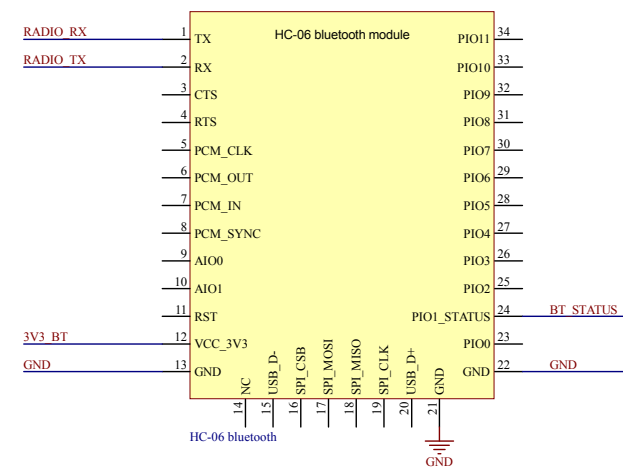 HC-06 bluetooth module
RADIO_RX 1 TX
RADIO_TX 2 RX
3 CTS
4 RTS
5 PCM_CLK
6 PCM_OUT
7 PCM_IN
8 PCM_SYNC
9 AIO0
10 AIO1
11 RST
3V3_BT 12 VCC_3V3
GND 13 GND
PIO11 34
PIO10 33
PIO9 32
PIO8 31
PIO7 30
PIO6 29
PIO5 28
PIO4 27
PIO3 26
PIO2 25
PIO1_STATUS 24 BT_STATUS
PIO0 23
GND 22 GND
14 NC
15 USB_D-
16 SPI_CSB
17 SPI_MOSI
18 SPI_MISO
19 SPI_CLK
20 USB_D+
21 GND
HC-06 bluetooth
GND